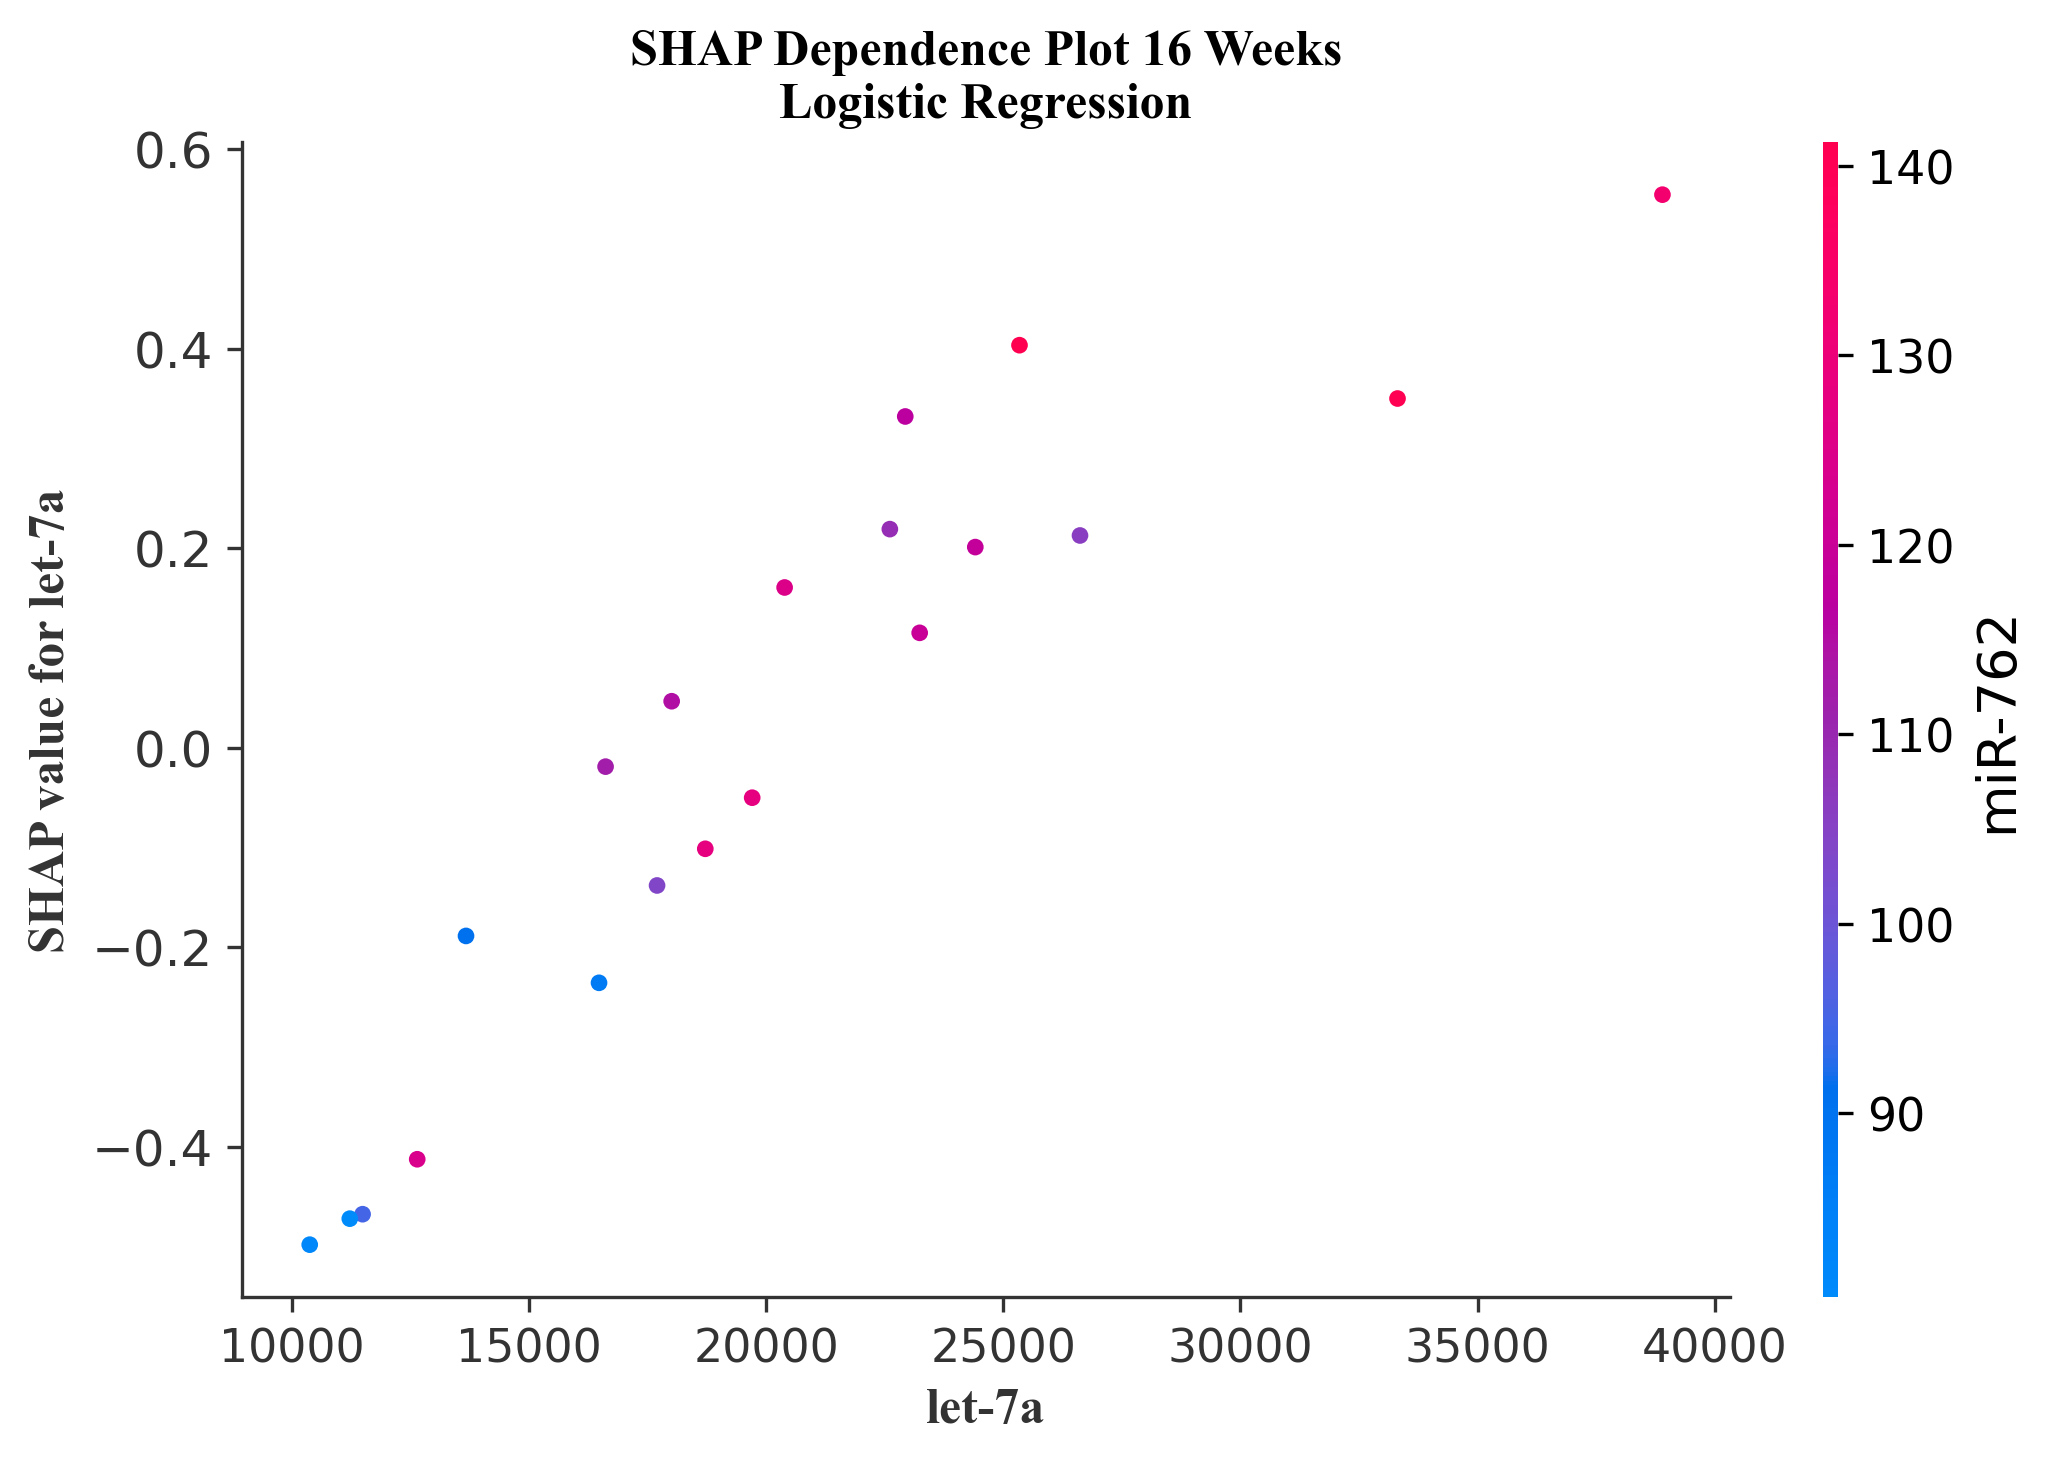 SHAP Dependence Plot 16 Weeks
Logistic Regression
0.6
0.4
0.2
0.0
−0.2
−0.4
SHAP value for let-7a
10000 15000 20000 25000 30000 35000 40000
let-7a
140
130
120
110
100
90
miR-762